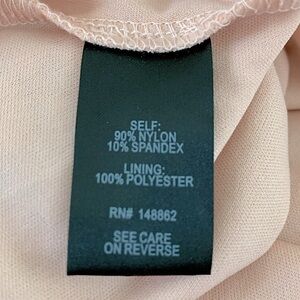 SELF:
90% NYLON
10% SPANDEX
LINING:
100% POLYESTER
RN# 148862
SEE CARE
ON REVERSE